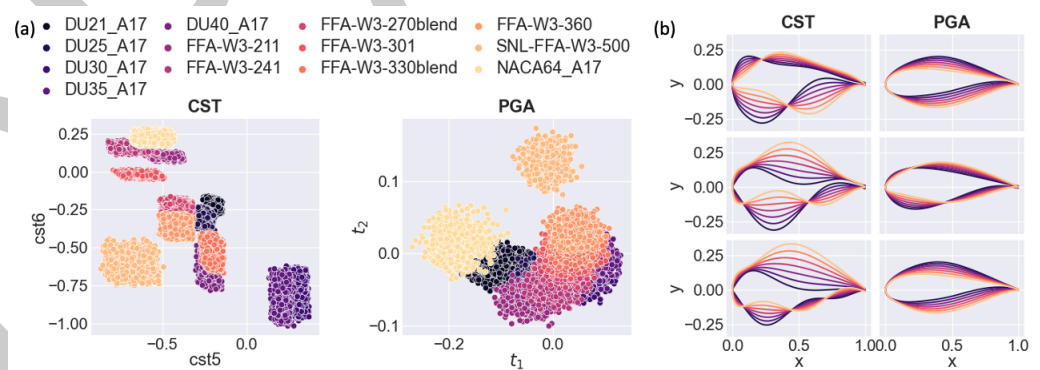 (a) DU21_A17 DU40_A17 FFA-W3-270blend FFA-W3-360
DU25_A17 FFA-W3-211 FFA-W3-301 SNL-FFA-W3-500
DU30_A17 FFA-W3-241 FFA-W3-330blend NACA64_A17
DU35_A17
CST PGA
0.25
0.00
−0.25
−0.50
−0.75
−1.00
cst6
−0.5 0.0
cst5
0.1
0.0
−0.1
t2
−0.2 0.0
t1
(b) CST PGA
0.25
0.00
−0.25
y
0.25
0.00
−0.25
y
0.25
0.00
−0.25
y
0.0 0.5 1.00.0 0.5 1.0
x x